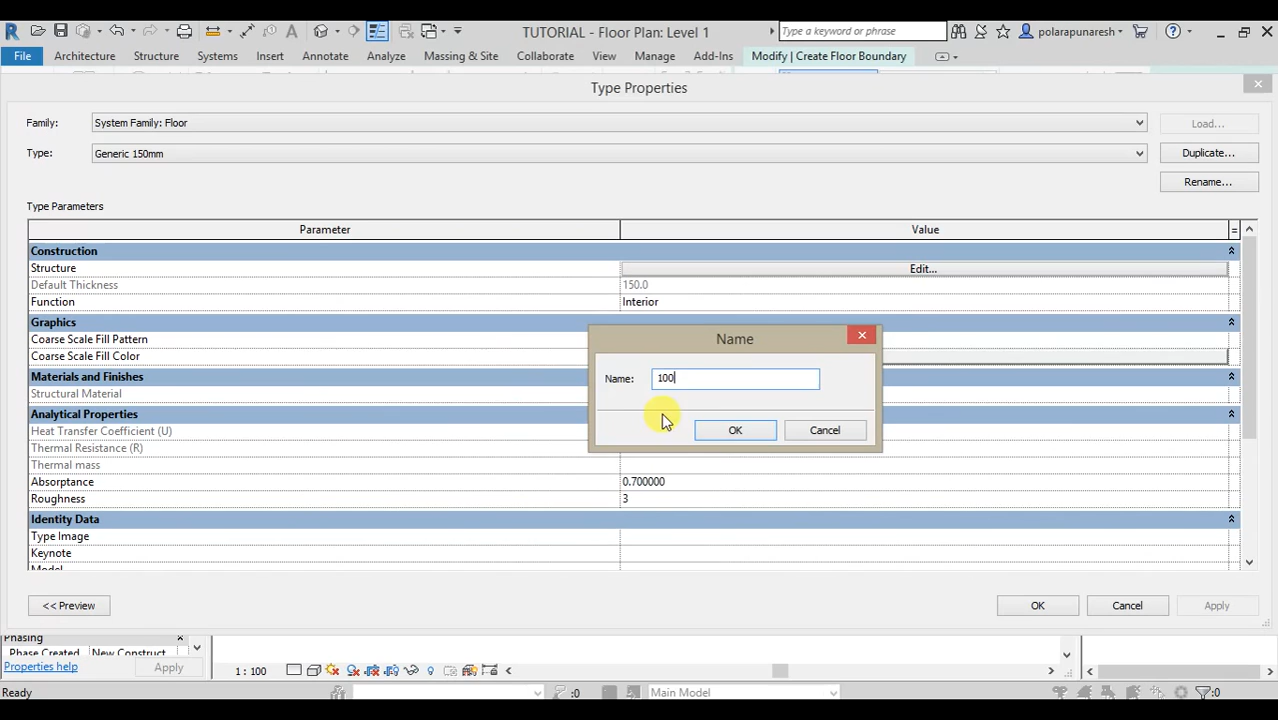 TUTORIAL - Floor Plan: Level 1
Type a keyword or phrase
polarapunaresh
File Architecture Structure Systems Insert Annotate Analyze Massing & Site Collaborate View Manage Add-Ins Modify | Create Floor Boundary
Type Properties
Family: System Family: Floor Load...
Type: Generic 150mm Duplicate...
Rename...
Type Parameters
Parameter Value =
Construction
Structure Edit...
Default Thickness 150.0
Function Interior
Graphics
Coarse Scale Fill Pattern
Coarse Scale Fill Color
Materials and Finishes
Structural Material
Analytical Properties
Heat Transfer Coefficient (U)
Thermal Resistance (R)
Thermal mass
Absorptance 0.700000
Roughness 3
Identity Data
Type Image
Keynote
Model
Name
Name: 100
OK Cancel
<< Preview OK Cancel Apply
Phasing
Phase Created New Construct
Properties help Apply
1 : 100
Ready :0 Main Model :0